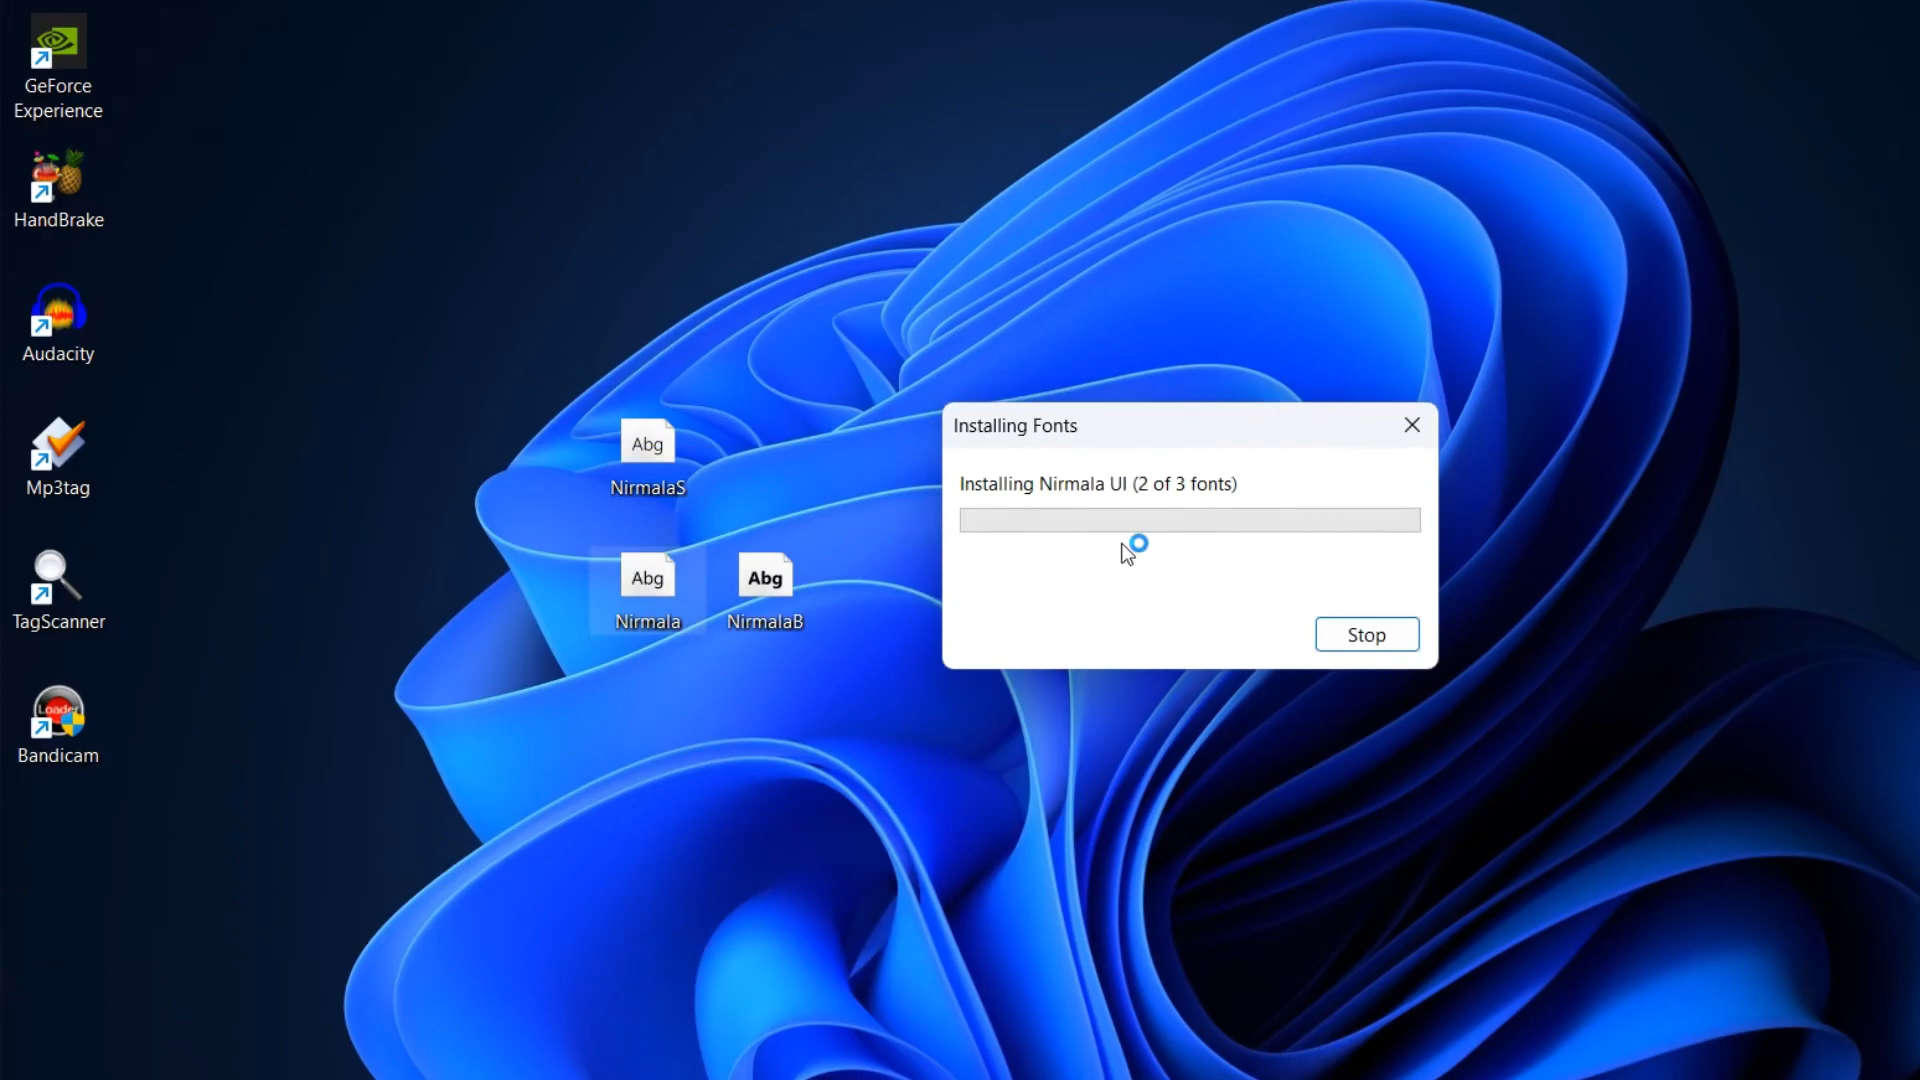 GeForce
Experience
HandBrake
Audacity
Mp3tag
TagScanner
Loader
Bandicam
Abg
NirmalaS
Abg
Nirmala
Abg
NirmalaB
Installing Fonts
Installing Nirmala UI (2 of 3 fonts)
Stop